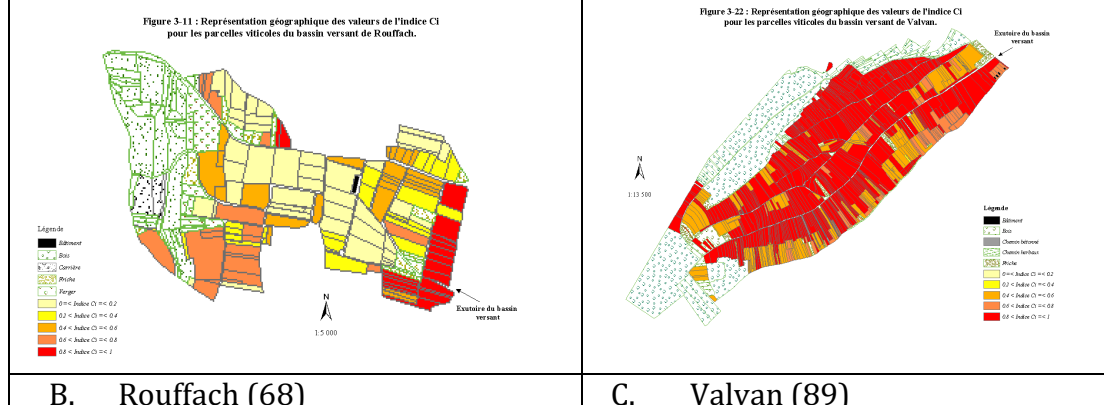 Figure 3-11 : Représentation géographique des valeurs de l'indice Ci
pour les parcelles viticoles du bassin versant de Rouffach.
Légende
Bâtiment
Bois
Carrière
Friche
Verger
0 =< Indice Ci =< 0.2
0.2 < Indice Ci =< 0.4
0.4 < Indice Ci =< 0.6
0.6 < Indice Ci =< 0.8
0.8 < Indice Ci =< 1
N
1:5 000
Exutoire du bassin
versant
B. Rouffach (68)
Figure 3-22 : Représentation géographique des valeurs de l'indice Ci
pour les parcelles viticoles du bassin versant de Valvan.
Exutoire du bassin
versant
N
1:13 500
Légende
Bâtiment
Bois
Chemin bétonné
Chemin herbeux
Friche
0 =< Indice Ci =< 0.2
0.2 < Indice Ci =< 0.4
0.4 < Indice Ci =< 0.6
0.6 < Indice Ci =< 0.8
0.8 < Indice Ci =< 1
C. Valvan (89)